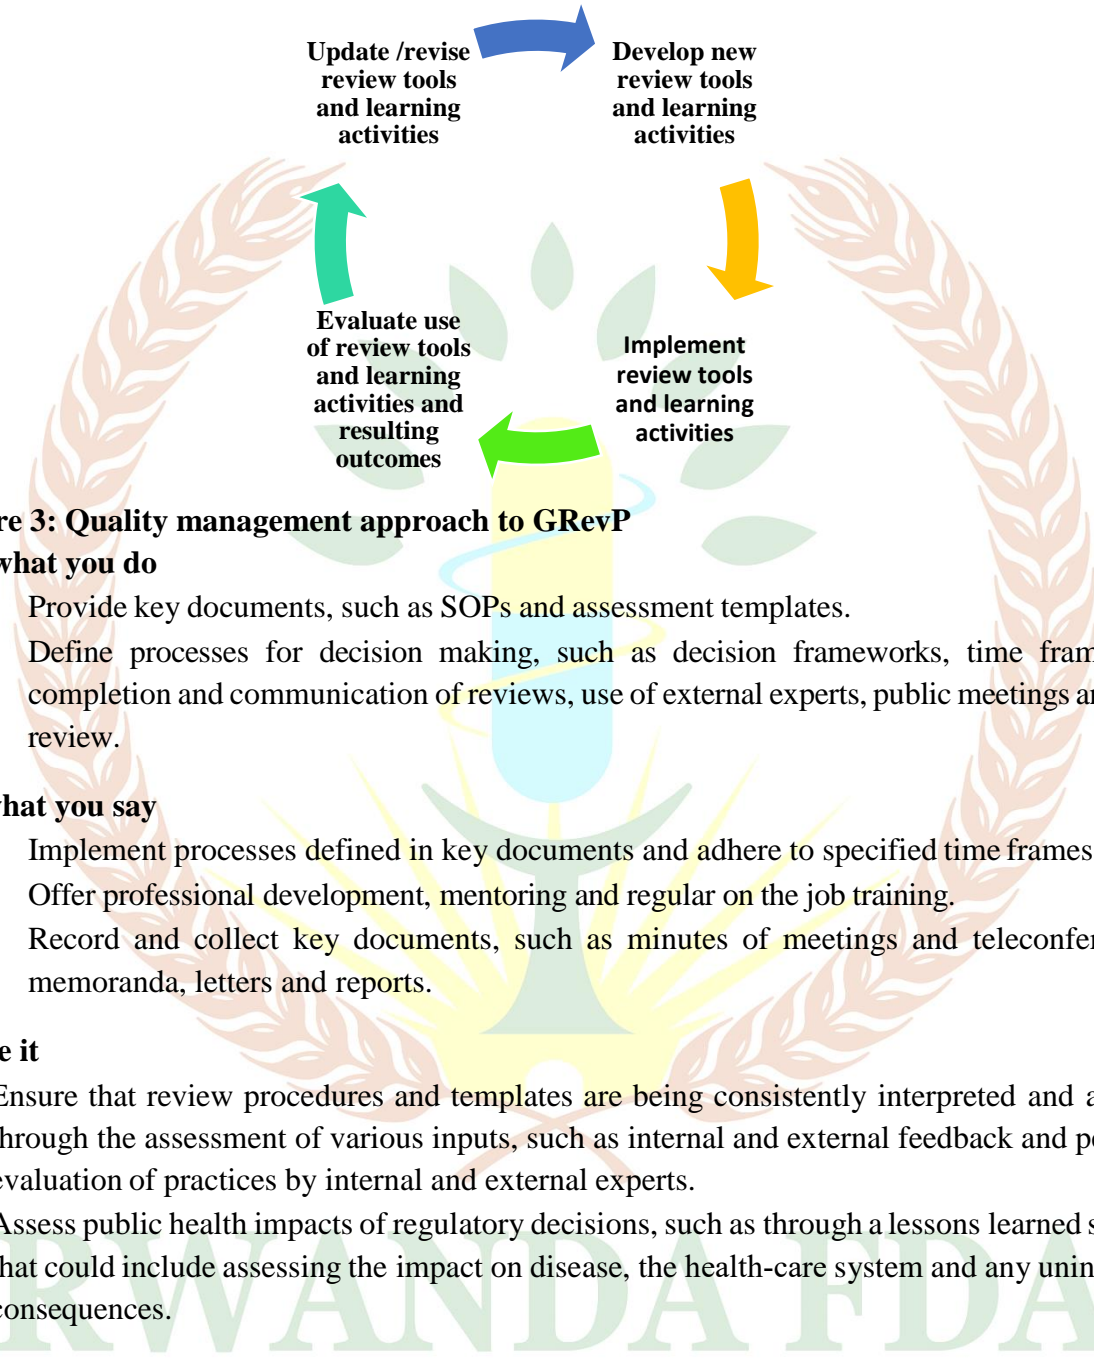 Update /revise
review tools
and learning
activities
Develop new
review tools
and learning
activities
Implement
review tools
and learning
activities
Evaluate use
of review tools
and learning
activities and
resulting
outcomes
re 3: Quality management approach to GRevP
what you do
Provide key documents, such as SOPs and assessment templates.
Define processes for decision making, such as decision frameworks, time fram
completion and communication of reviews, use of external experts, public meetings a
review.
hat you say
Implement processes defined in key documents and adhere to specified time frames
Offer professional development, mentoring and regular on the job training.
Record and collect key documents, such as minutes of meetings and teleconfer
memoranda, letters and reports.
e it
Ensure that review procedures and templates are being consistently interpreted and a
through the assessment of various inputs, such as internal and external feedback and pe
evaluation of practices by internal and external experts.
Assess public health impacts of regulatory decisions, such as through a lessons learned s
that could include assessing the impact on disease, the health-care system and any unin
consequences.
RWANDA FDA